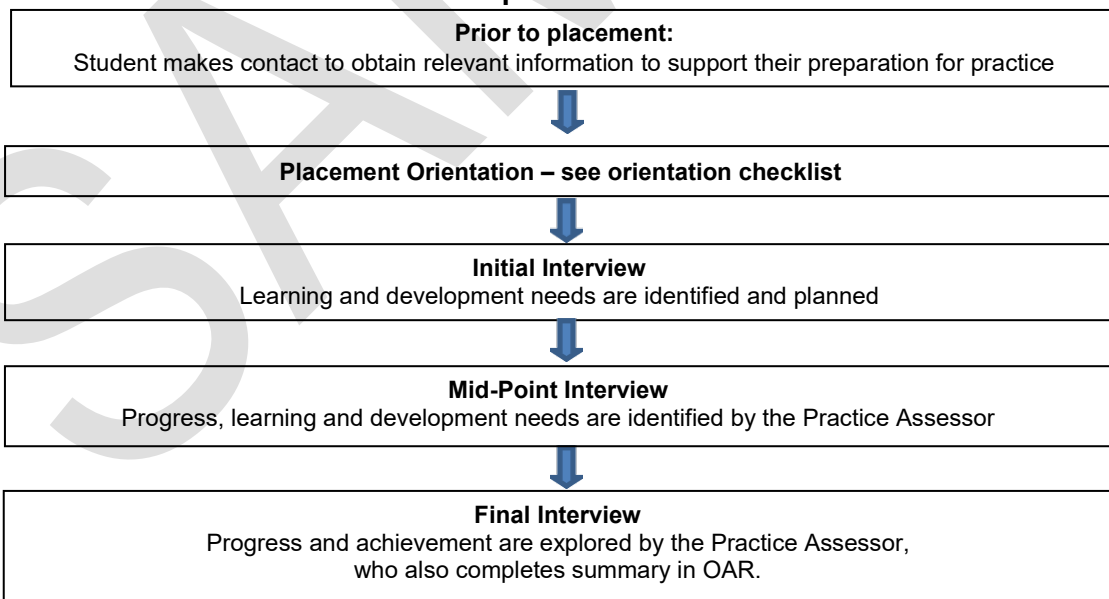 Prior to placement:
Student makes contact to obtain relevant information to support their preparation for practice
Placement Orientation – see orientation checklist
Initial Interview
Learning and development needs are identified and planned
Mid-Point Interview
Progress, learning and development needs are identified by the Practice Assessor
Final Interview
Progress and achievement are explored by the Practice Assessor,
who also completes summary in OAR.